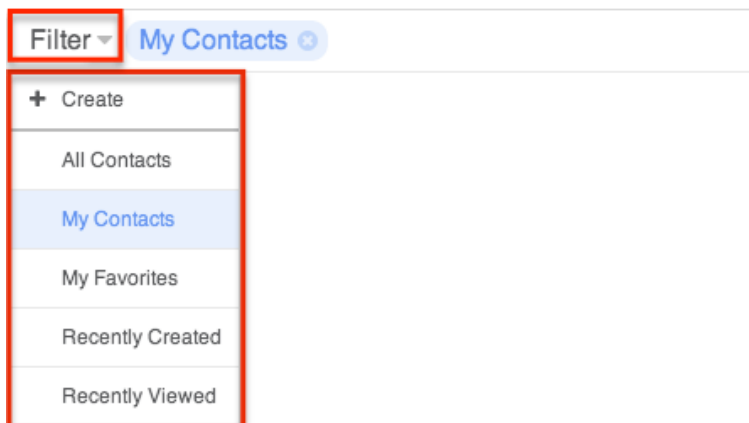 Filter My Contacts
+ Create
All Contacts
My Contacts
My Favorites
Recently Created
Recently Viewed